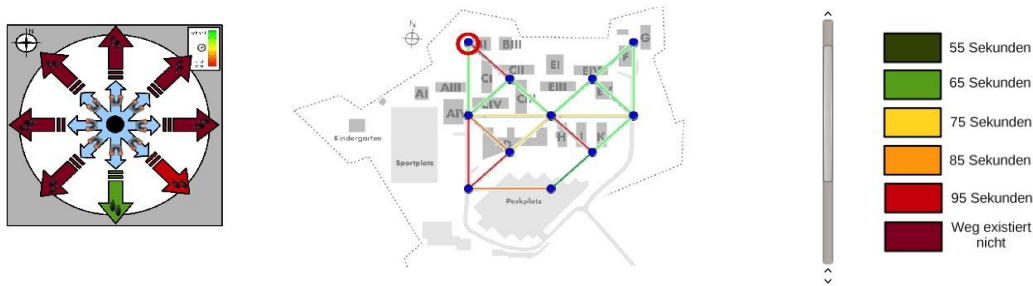 N
BIII
G
CII
EI
F
CI
EIV
AI
AIII
EIII
CIV
AIV
Kindergarten
Sportplatz
D
H
I
K
Parkplatz
55 Sekunden
65 Sekunden
75 Sekunden
85 Sekunden
95 Sekunden
Weg existiert
nicht